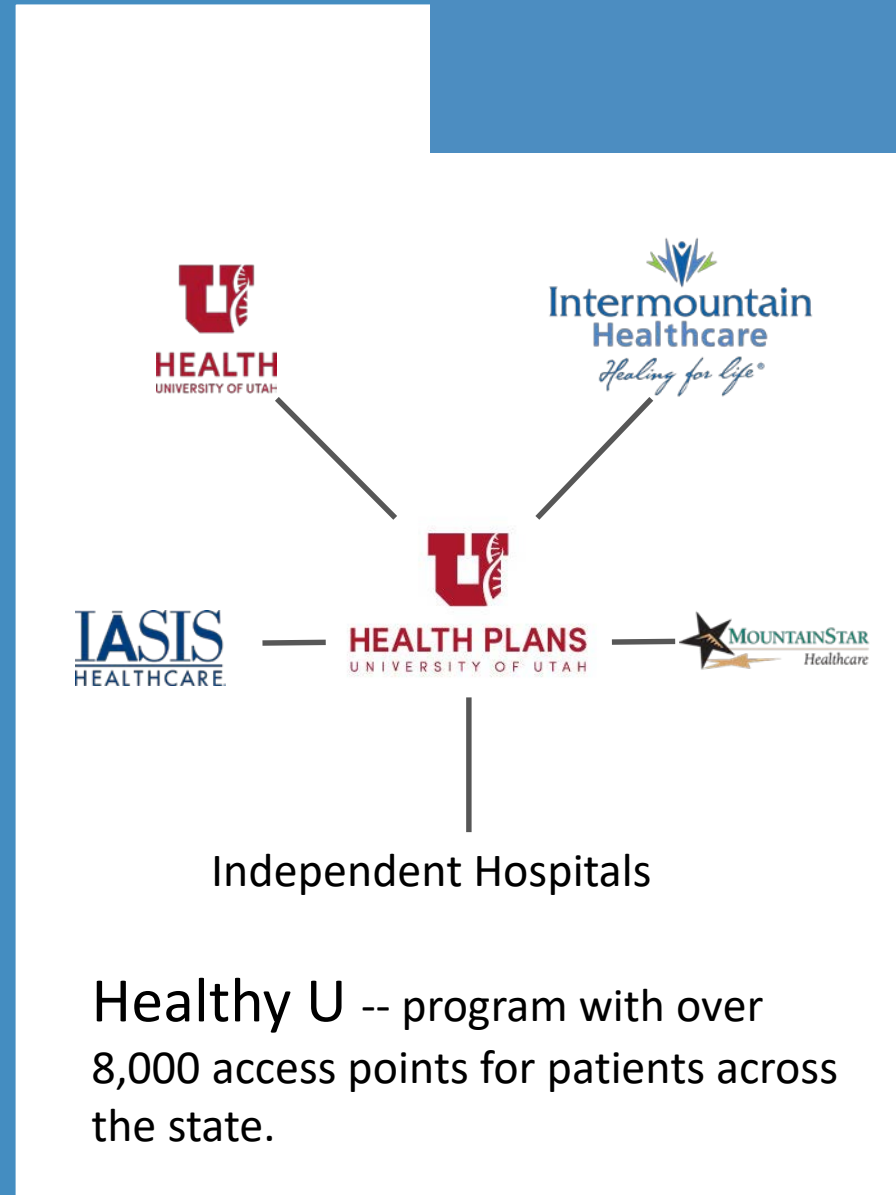 HEALTH
UNIVERSITY OF UTAH
Intermountain
Healthcare
Healing for life®
IĀSIS
HEALTHCARE
U
HEALTH PLANS
UNIVERSITY OF UTAH
MOUNTAINSTAR
Healthcare
Independent Hospitals
Healthy U -- program with over
8,000 access points for patients across
the state.